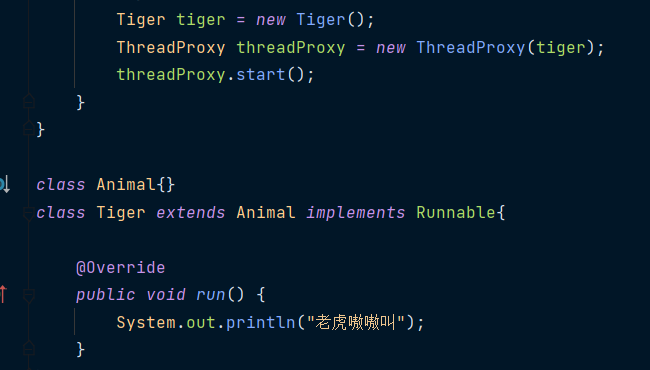 Tiger tiger = new Tiger();
ThreadProxy threadProxy = new ThreadProxy(tiger);
threadProxy.start();
}
}
class Animal{}
class Tiger extends Animal implements Runnable{
@Override
public void run() {
System.out.println("老虎嗷嗷叫");
}